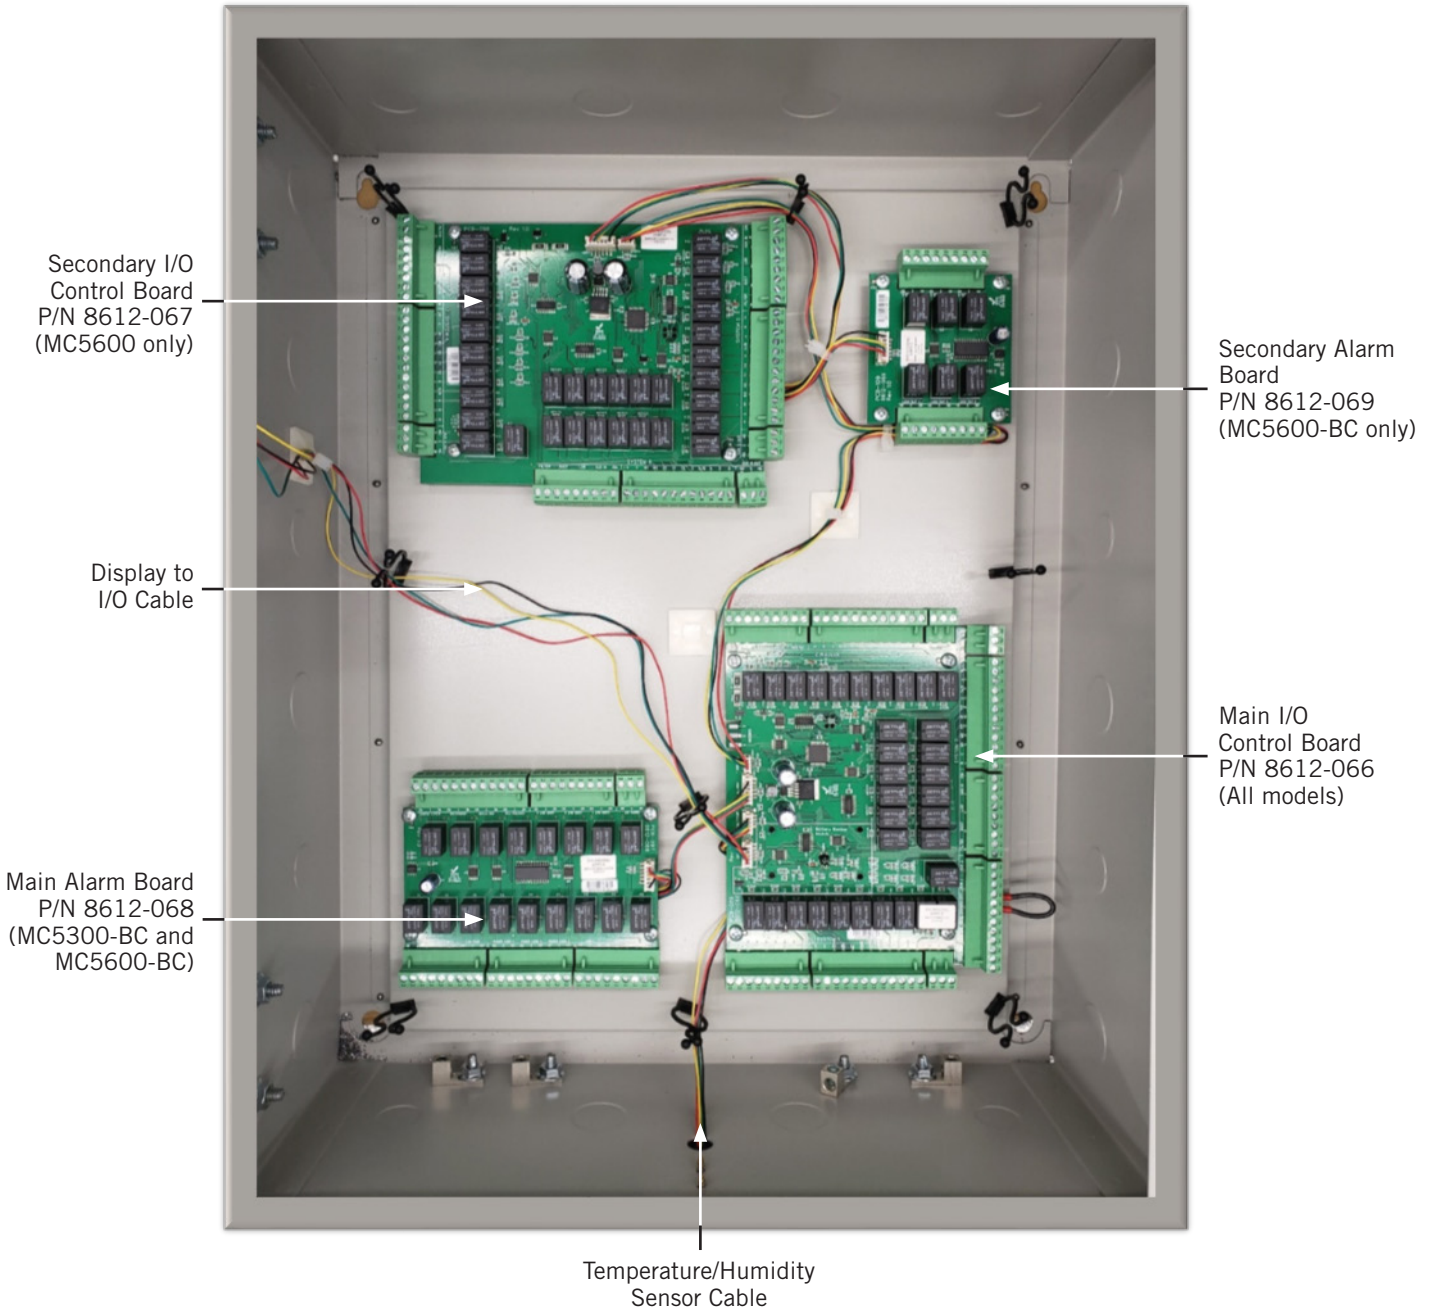 Secondary I/O
Control Board
P/N 8612-067
(MC5600 only)
Secondary Alarm
Board
P/N 8612-069
(MC5600-BC only)
Display to
I/O Cable
Main I/O
Control Board
P/N 8612-066
(All models)
Main Alarm Board
P/N 8612-068
(MC5300-BC and
MC5600-BC)
Temperature/Humidity
Sensor Cable